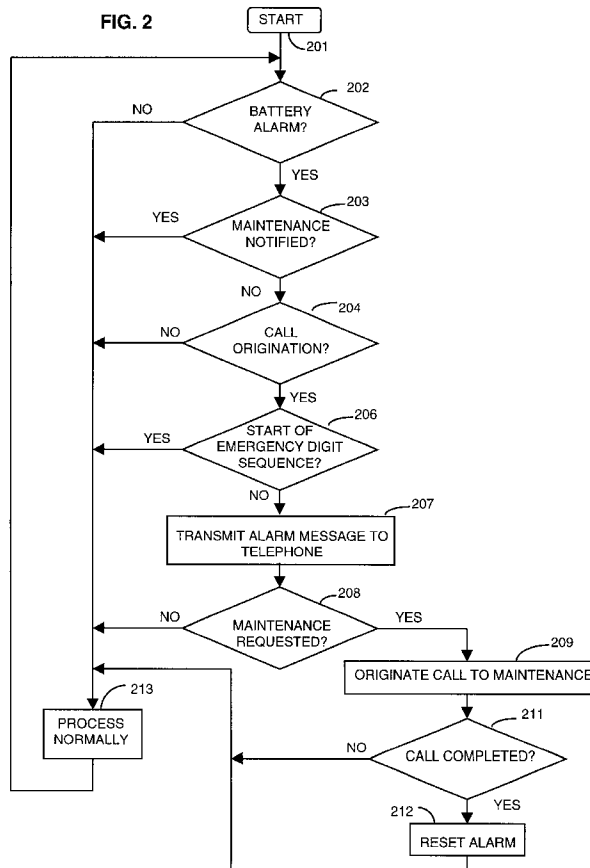 FIG. 2
START
201
202
NO
BATTERY
ALARM?
YES
203
YES
MAINTENANCE
NOTIFIED?
NO
204
NO
CALL
ORIGINATION?
YES
206
YES
START OF
EMERGENCY DIGIT
SEQUENCE?
NO
207
TRANSMIT ALARM MESSAGE TO
TELEPHONE
208
NO
MAINTENANCE
REQUESTED?
YES
209
ORIGINATE CALL TO MAINTENANCE
213
PROCESS
NORMALLY
211
NO
CALL COMPLETED?
YES
212
RESET ALARM